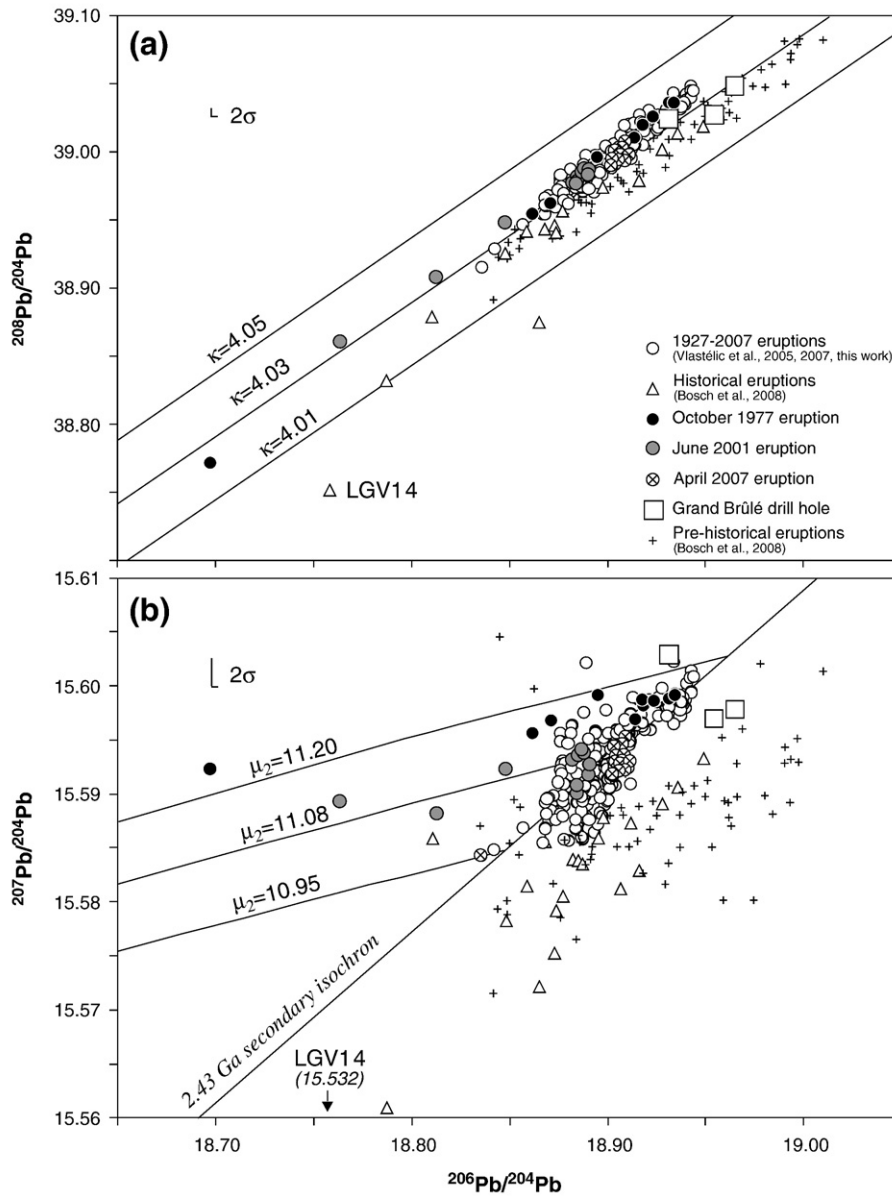 39.10
(a)
2σ
39.00
38.90
38.80
208Pb/204Pb
κ=4.05
κ=4.03
κ=4.01
LGV14
1927-2007 eruptions
(Vlastélic et al., 2005, 2007, this work)
Historical eruptions
(Bosch et al., 2008)
October 1977 eruption
June 2001 eruption
April 2007 eruption
Grand Brûlé drill hole
Pre-historical eruptions
(Bosch et al., 2008)
15.61
(b)
2σ
15.60
15.59
15.58
15.57
15.56
207Pb/204Pb
μ2=11.20
μ2=11.08
μ2=10.95
2.43 Ga secondary isochron
LGV14
(15.532)
18.70 18.80 18.90 19.00
206Pb/204Pb